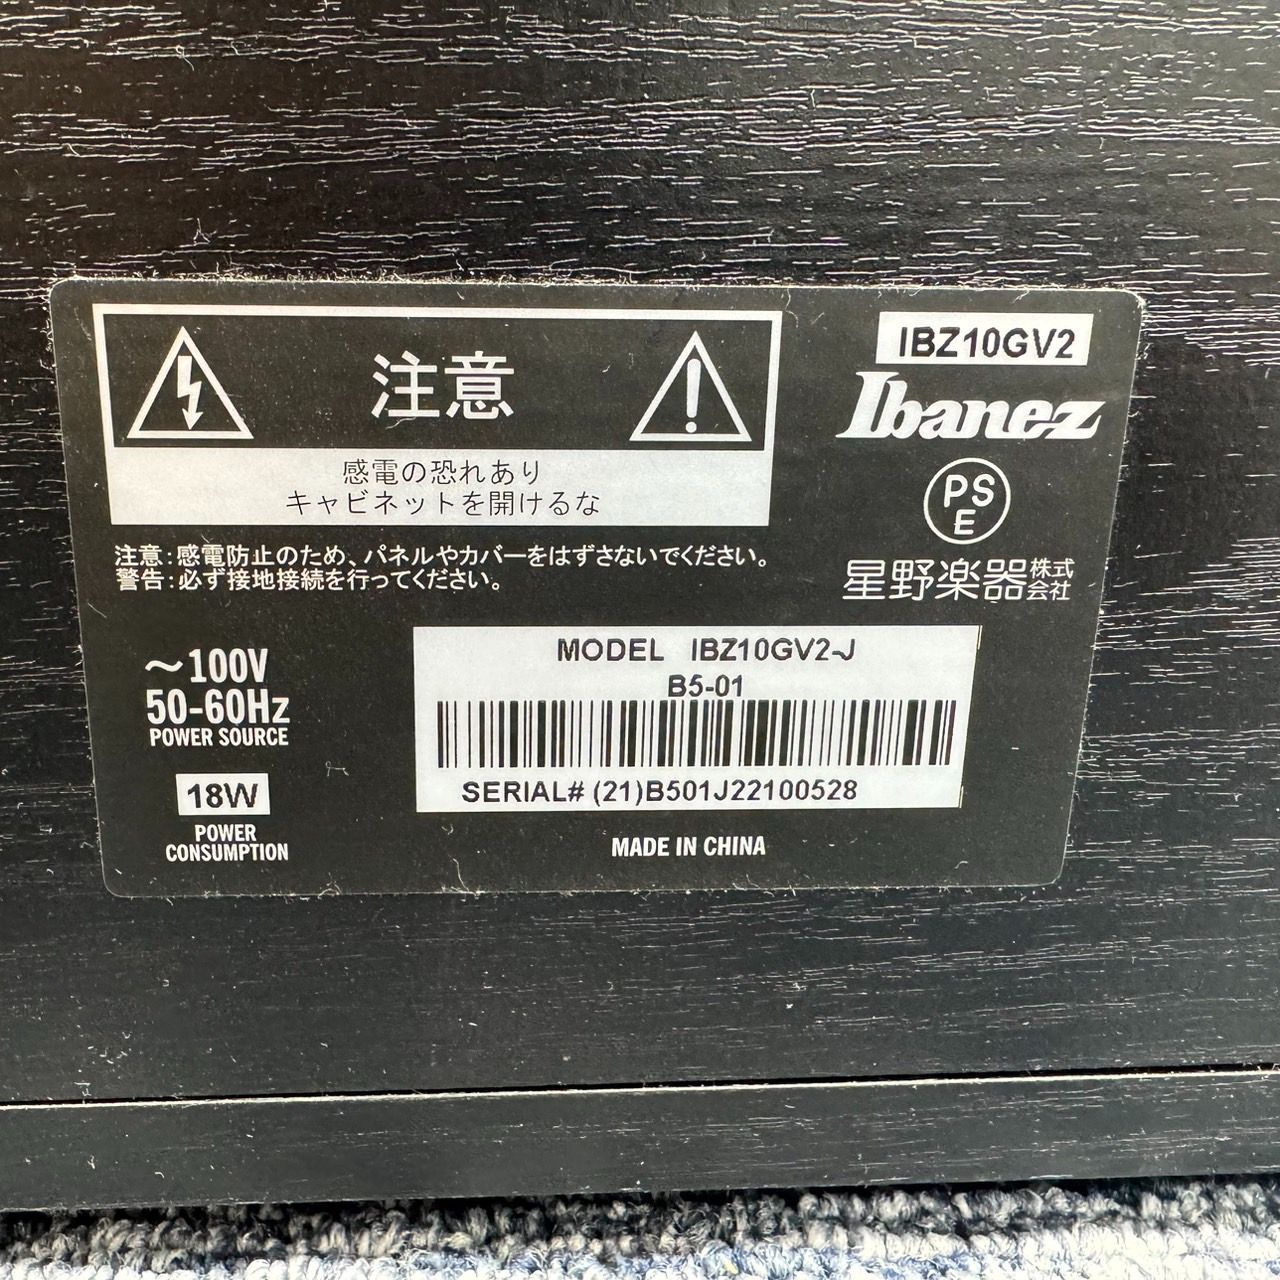 注意
感電の恐れあり
キャビネットを開けるな
注意:感電防止のため、パネルやカバーをはずさないでください。
警告:必ず接地接続を行ってください。
IBZ10GV2
Ibanez
PS
E
星野楽器株式会社
~100V
50-60Hz
POWER SOURCE
18W
POWER
CONSUMPTION
MODEL IBZ10GV2-J
B5-01
SERIAL# (21)B501J22100528
MADE IN CHINA